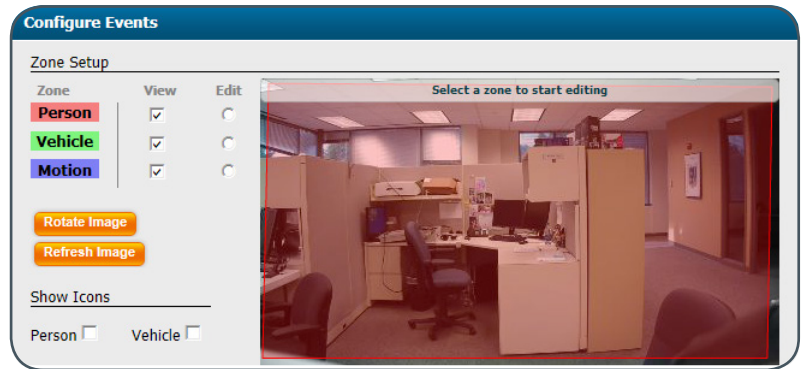 Configure Events
Zone Setup
Zone View Edit
Select a zone to start editing
Person
Vehicle
Motion
Rotate Image
Refresh Image
Show Icons
Person Vehicle